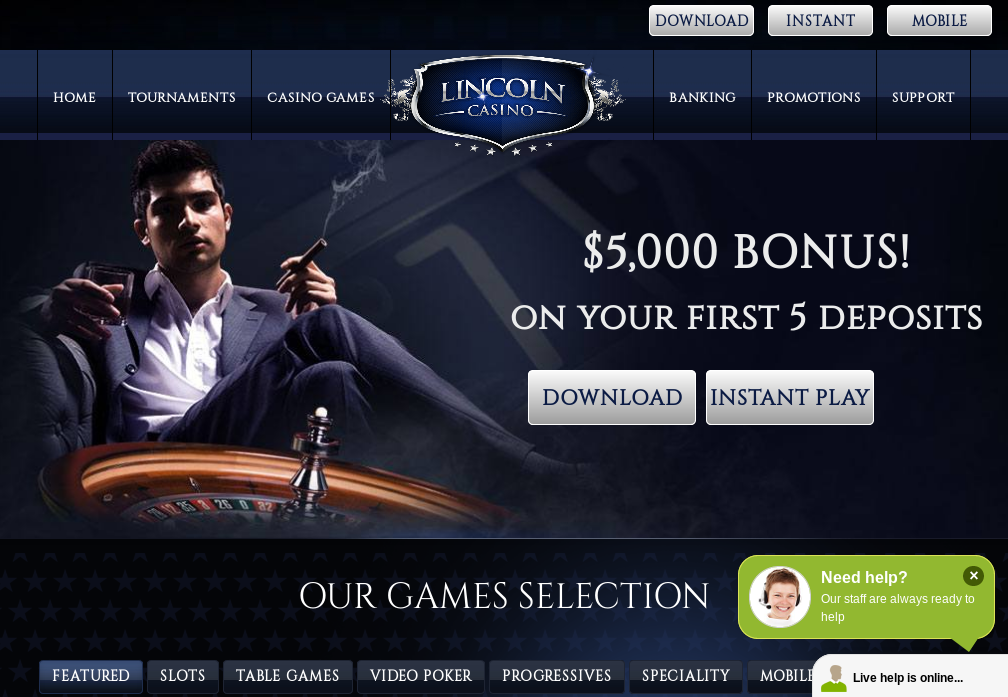 DOWNLOAD INSTANT MOBILE
HOME TOURNAMENTS CASINO GAMES LINCOLN CASINO BANKING PROMOTIONS SUPPORT
$5,000 BONUS!
ON YOUR FIRST 5 DEPOSITS
DOWNLOAD INSTANT PLAY
OUR GAMES SELECTION
Need help?
Our staff are always ready to
help
FEATURED SLOTS TABLE GAMES VIDEO POKER PROGRESSIVES SPECIALITY MOBILE
Live help is online...